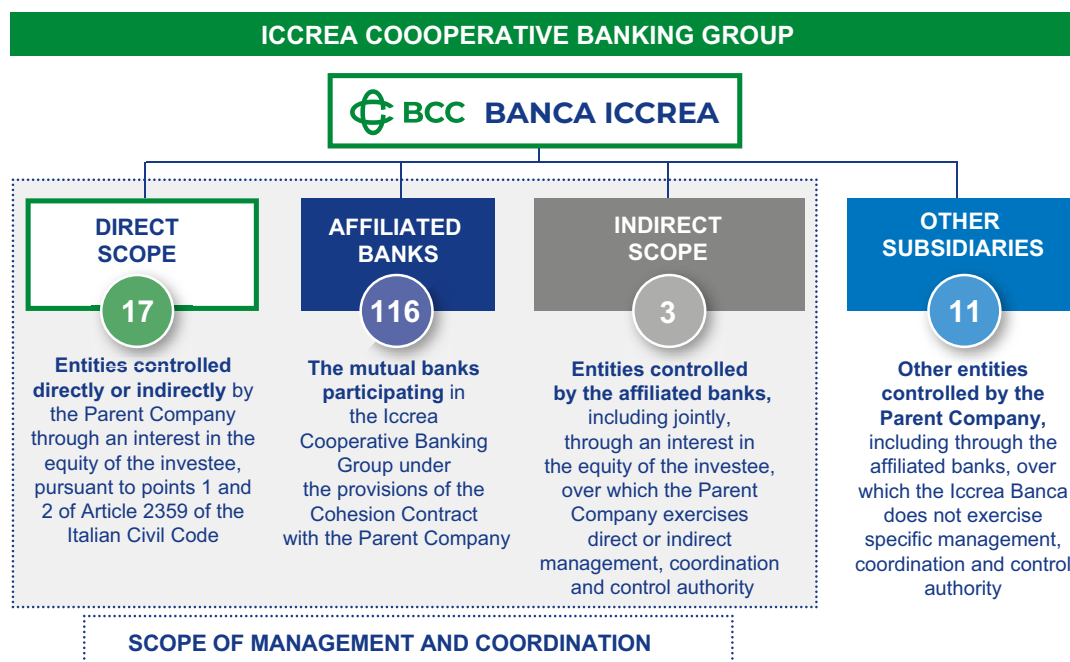 ICCREA COOOPERATIVE BANKING GROUP
BCC BANCA ICCREA
DIRECT
SCOPE
17
Entities controlled
directly or indirectly by
the Parent Company
through an interest in the
equity of the investee,
pursuant to points 1 and
2 of Article 2359 of the
Italian Civil Code
AFFILIATED
BANKS
116
The mutual banks
participating in
the Iccrea
Cooperative Banking
Group under
the provisions of the
Cohesion Contract
with the Parent Company
INDIRECT
SCOPE
3
Entities controlled
by the affiliated banks,
including jointly,
through an interest in
the equity of the investee,
over which the Parent
Company exercises
direct or indirect
management, coordination
and control authority
OTHER
SUBSIDIARIES
11
Other entities
controlled by the
Parent Company,
including through the
affiliated banks, over
which the Iccrea Banca
does not exercise
specific management,
coordination and control
authority
SCOPE OF MANAGEMENT AND COORDINATION